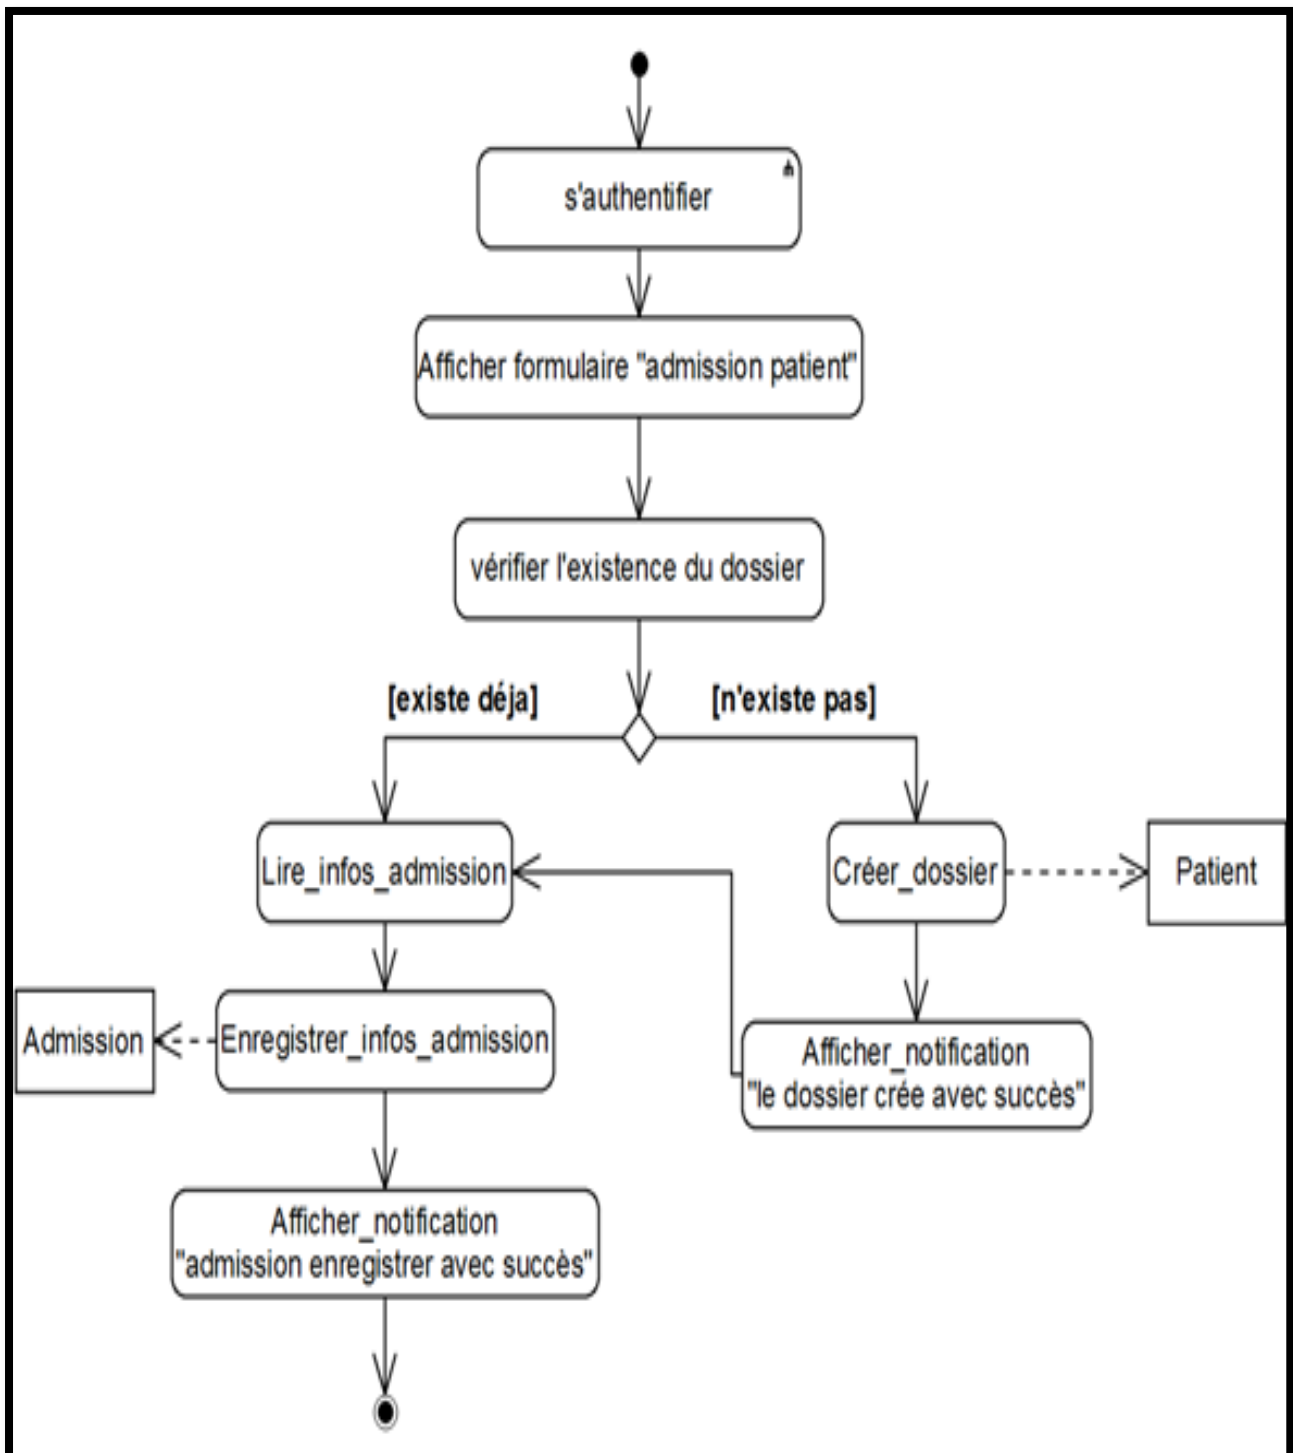 s'authentifier
Afficher formulaire "admission patient"
vérifier l'existence du dossier
[existe déja]
[n'existe pas]
Lire_infos_admission
Créer_dossier
Patient
Admission
Enregistrer_infos_admission
Afficher_notification
"le dossier crée avec succès"
Afficher_notification
"admission enregistrer avec succès"